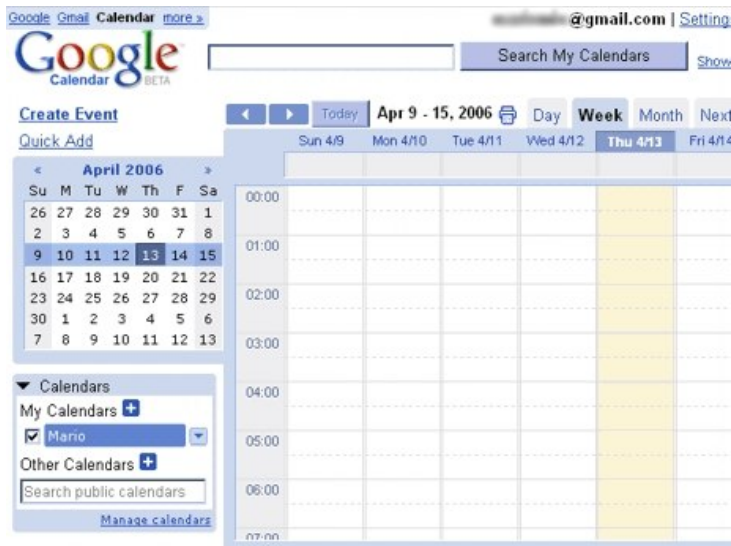 Google Gmail Calendar more »
@gmail.com | Setting
Google
Calendar BETA
Search My Calendars
Show
Create Event
Quick Add
Today Apr 9 - 15, 2006 Day Week Month Next
Sun 4/9 Mon 4/10 Tue 4/11 Wed 4/12 Thu 4/13 Fri 4/14
« April 2006 »
Su M Tu W Th F Sa
26 27 28 29 30 31 1
2 3 4 5 6 7 8
9 10 11 12 13 14 15
16 17 18 19 20 21 22
23 24 25 26 27 28 29
30 1 2 3 4 5 6
7 8 9 10 11 12 13
Calendars
My Calendars +
Mario
Other Calendars +
Search public calendars
Manage calendars
00:00
01:00
02:00
03:00
04:00
05:00
06:00
07:00